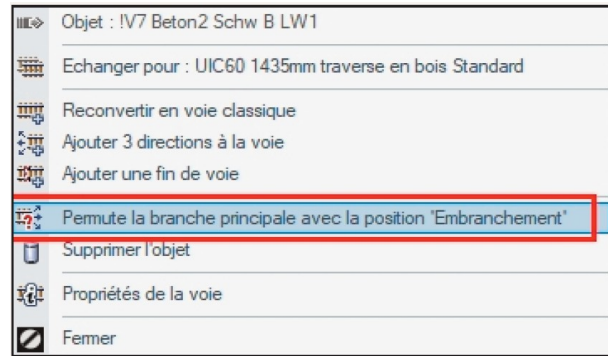 Objet : !V7 Beton2 Schw B LW1
Echanger pour : UIC60 1435mm traverse en bois Standard
Reconvertir en voie classique
Ajouter 3 directions à la voie
Ajouter une fin de voie
Permute la branche principale avec la position "Embranchement"
Supprimer l'objet
Propriétés de la voie
Fermer